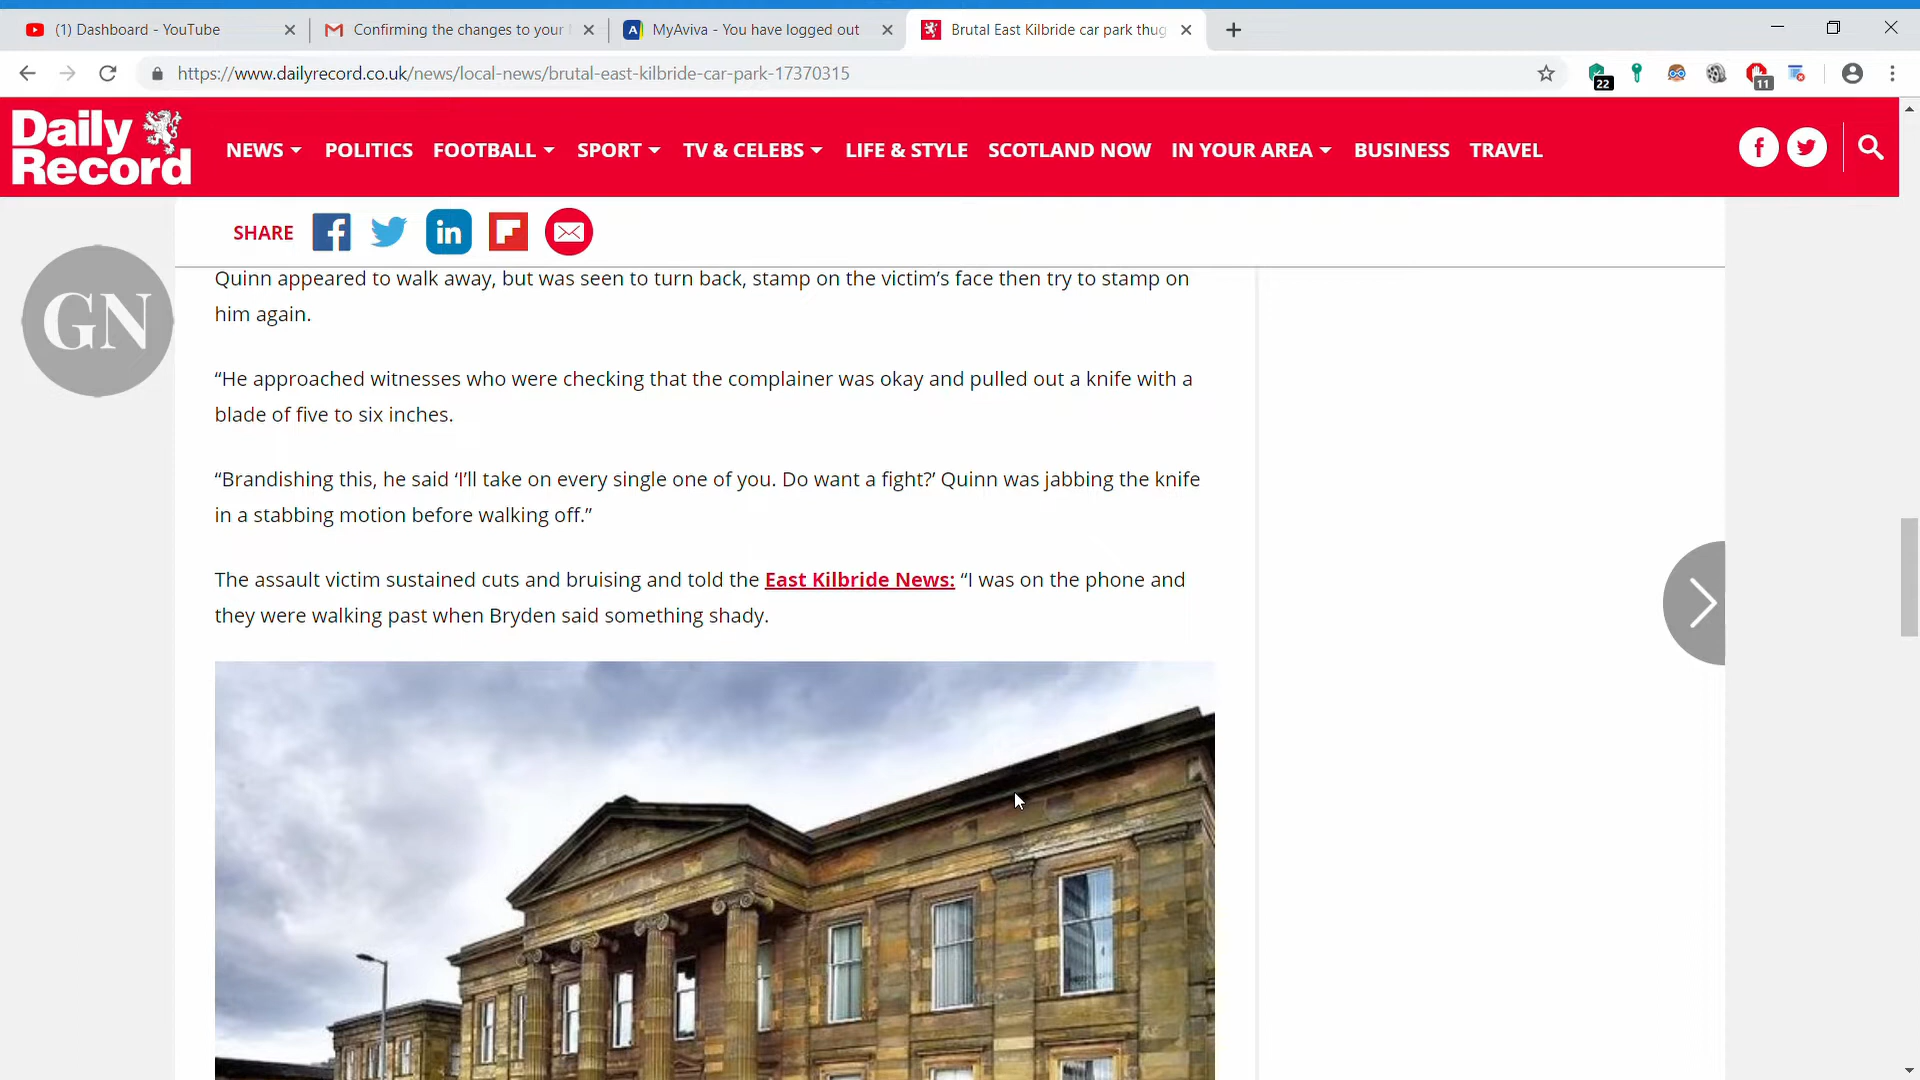 (1) Dashboard - YouTube
Confirming the changes to your
MyAviva - You have logged out
Brutal East Kilbride car park thug
https://www.dailyrecord.co.uk/news/local-news/brutal-east-kilbride-car-park-17370315
22
11
Daily
Record
NEWS
POLITICS
FOOTBALL
SPORT
TV & CELEBS
LIFE & STYLE
SCOTLAND NOW
IN YOUR AREA
BUSINESS
TRAVEL
SHARE
GN
Quinn appeared to walk away, but was seen to turn back, stamp on the victim’s face then try to stamp on
him again.
“He approached witnesses who were checking that the complainer was okay and pulled out a knife with a
blade of five to six inches.
“Brandishing this, he said ‘I’ll take on every single one of you. Do want a fight?’ Quinn was jabbing the knife
in a stabbing motion before walking off.”
The assault victim sustained cuts and bruising and told the East Kilbride News: “I was on the phone and
they were walking past when Bryden said something shady.